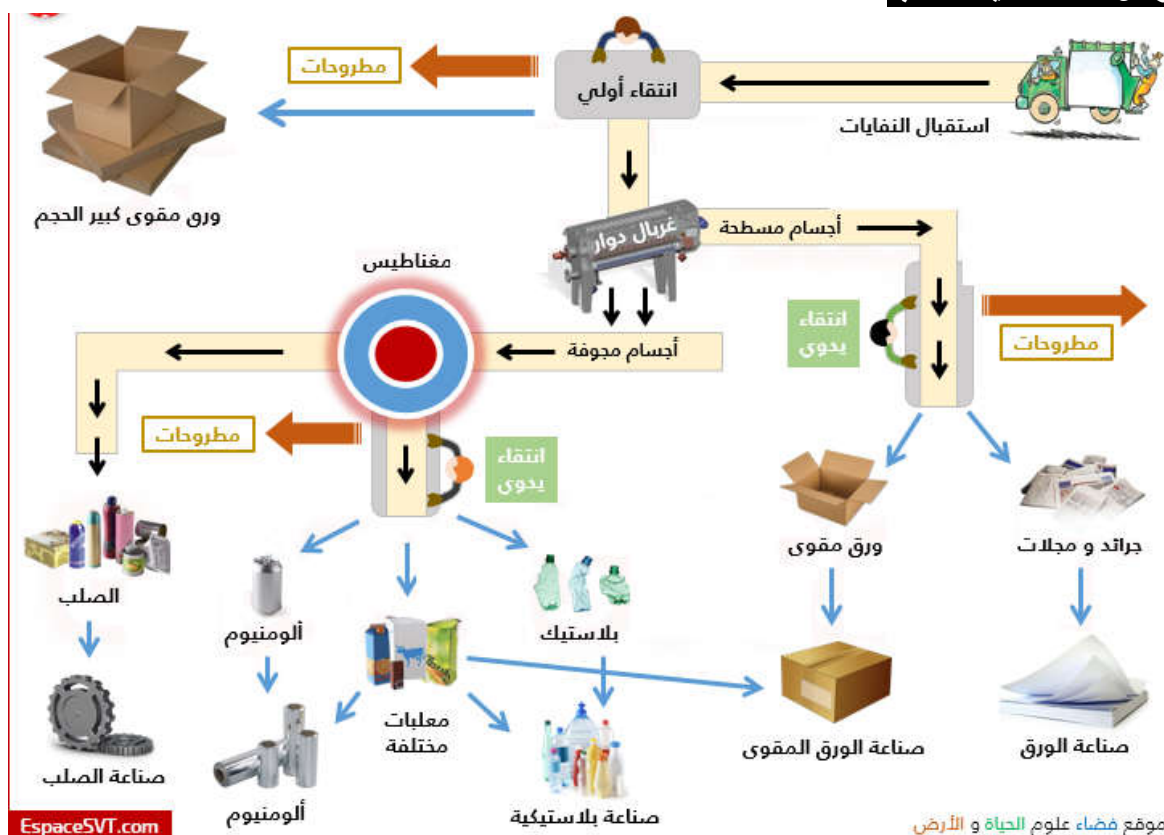 استقبال النفايات
انتقاء أولي
مطروحات
ورق مقوى كبير الحجم
غربال دوار
أجسام مسطحة
انتقاء
يدوي
مطروحات
مغناطيس
أجسام مجوفة
مطروحات
انتقاء
يدوي
جرائد و مجلات
ورق مقوى
بلاستيك
ألومنيوم
الصلب
معلبات
مختلفة
صناعة الورق
صناعة الورق المقوى
صناعة بلاستيكية
ألومنيوم
صناعة الصلب
موقع فضاء علوم الحياة و الأرض
EspaceSVT.com